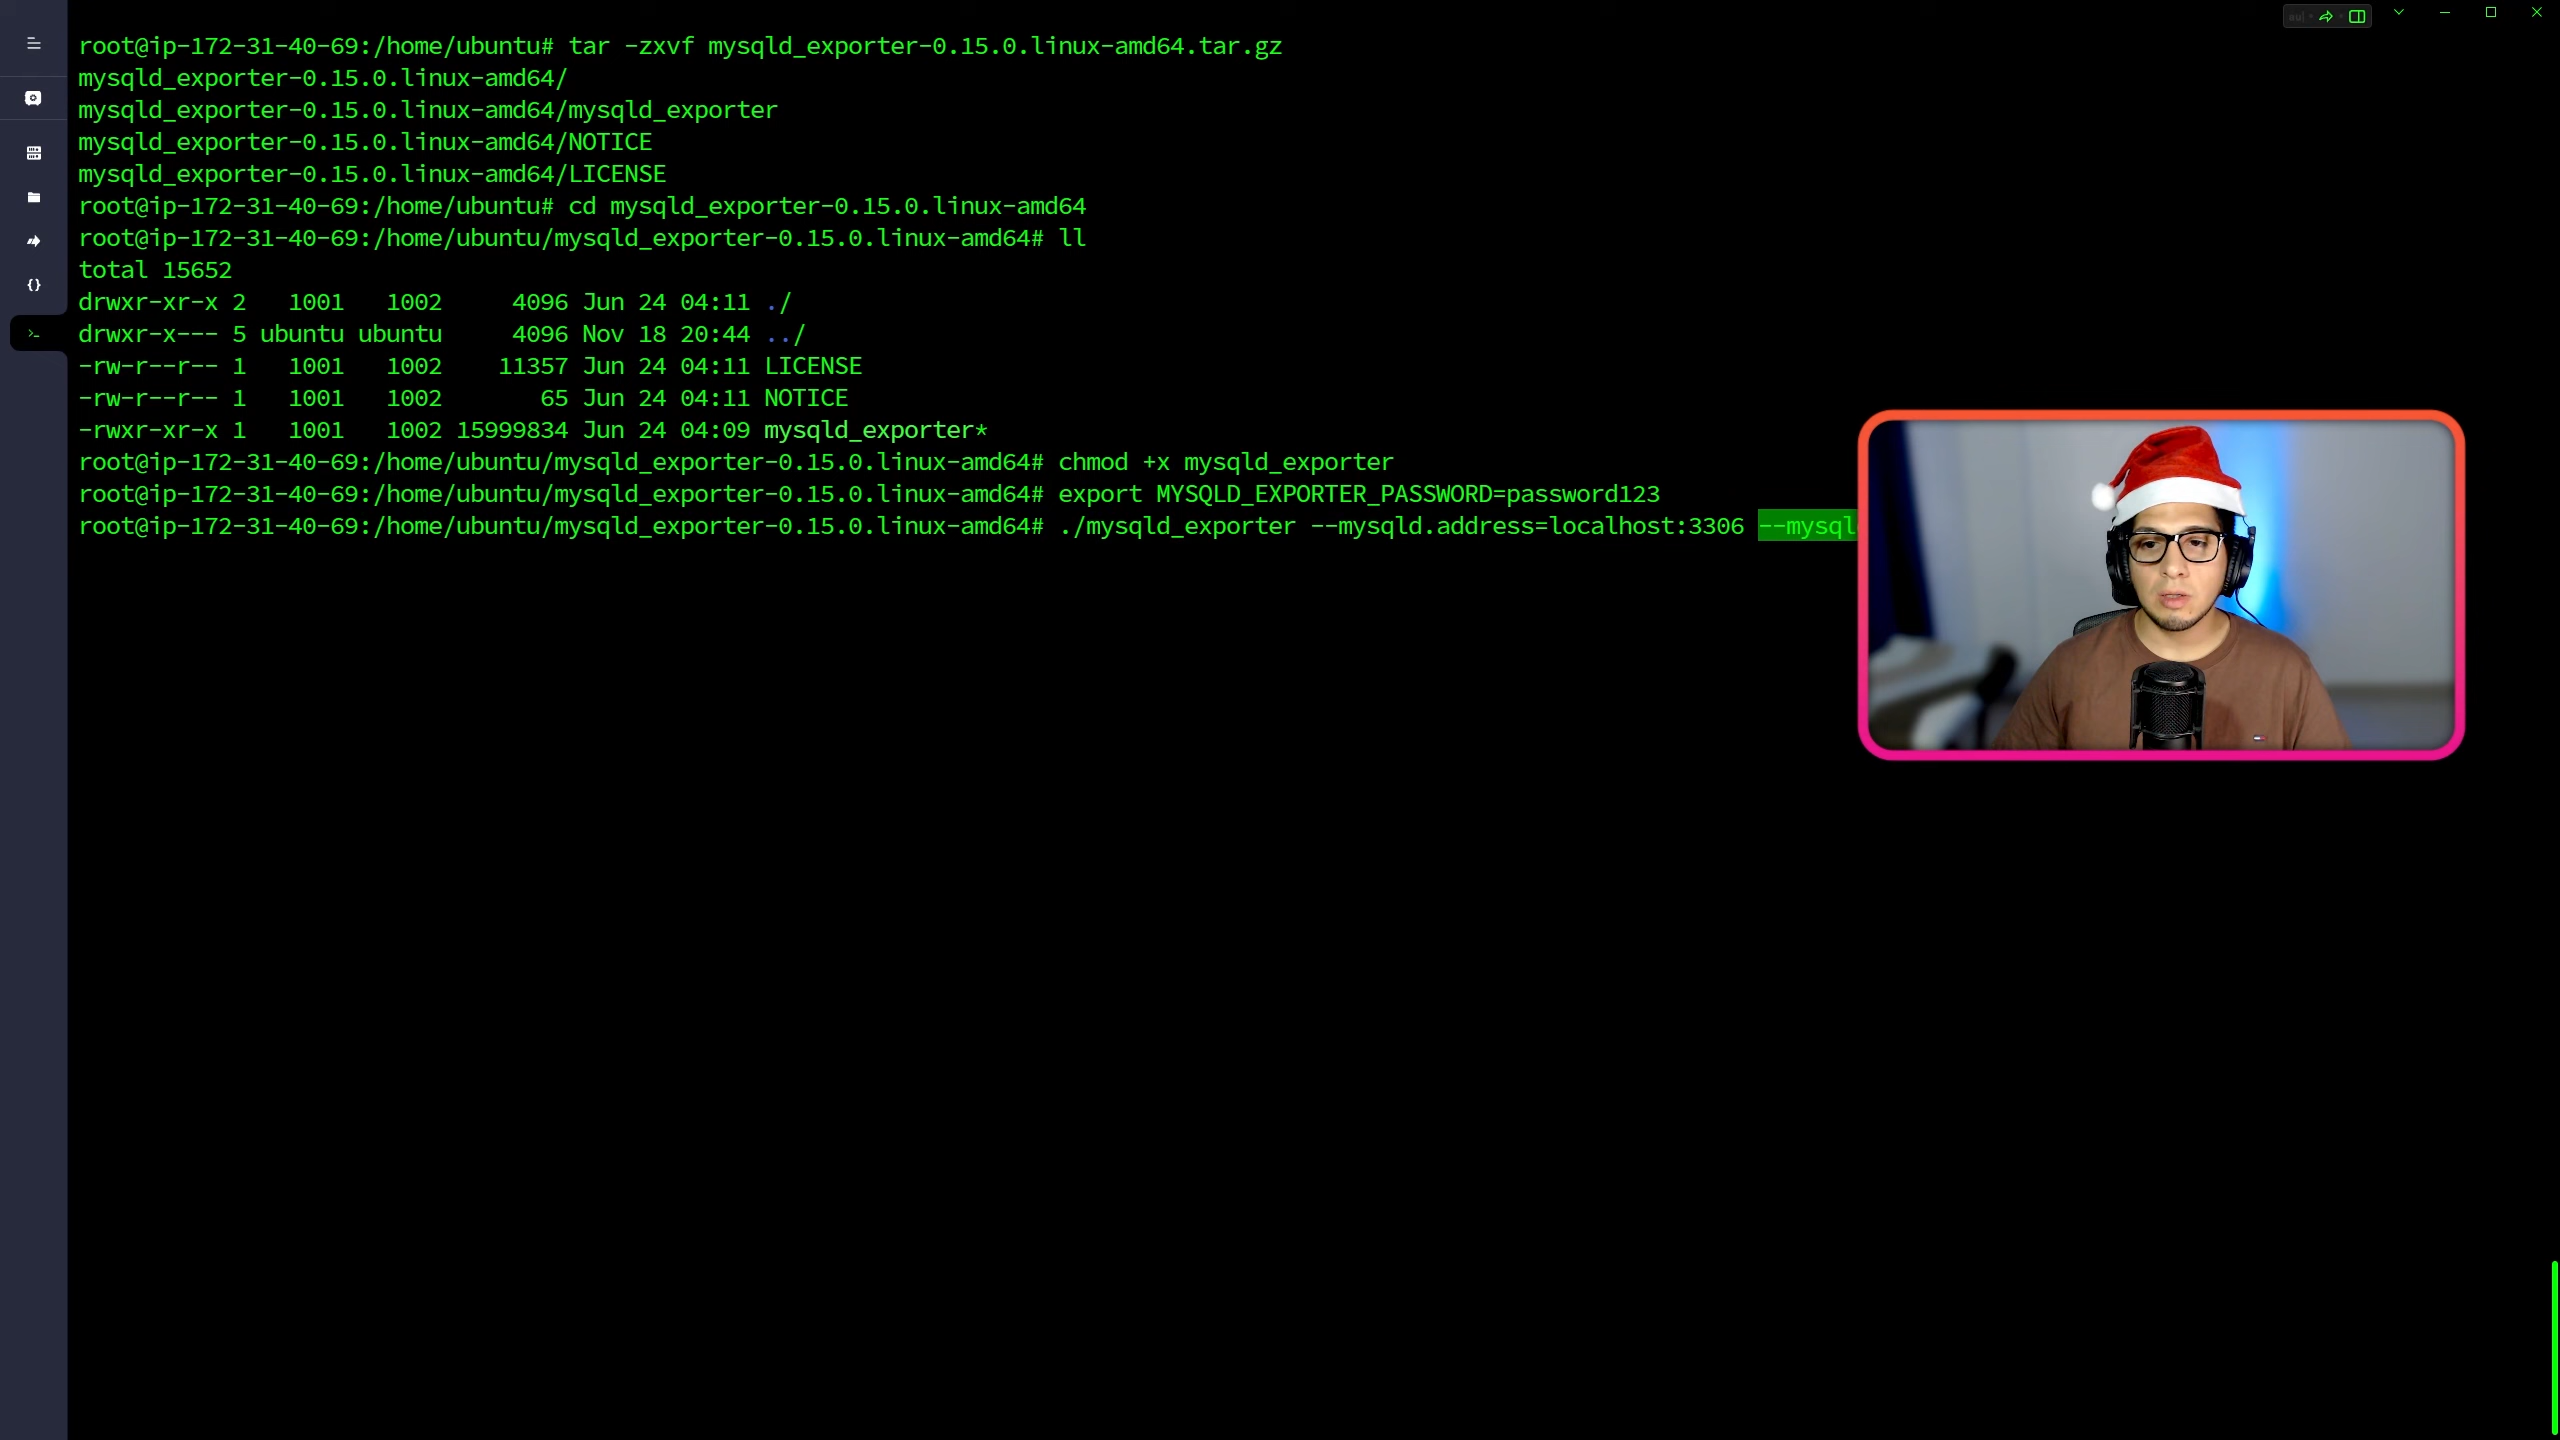 root@ip-172-31-40-69:/home/ubuntu# tar -zxvf mysqld_exporter-0.15.0.linux-amd64.tar.gz
mysqld_exporter-0.15.0.linux-amd64/
mysqld_exporter-0.15.0.linux-amd64/mysqld_exporter
mysqld_exporter-0.15.0.linux-amd64/NOTICE
mysqld_exporter-0.15.0.linux-amd64/LICENSE
root@ip-172-31-40-69:/home/ubuntu# cd mysqld_exporter-0.15.0.linux-amd64
root@ip-172-31-40-69:/home/ubuntu/mysqld_exporter-0.15.0.linux-amd64# ll
total 15652
drwxr-xr-x 2   1001   1002     4096 Jun 24 04:11 ./
drwxr-x--- 5 ubuntu ubuntu     4096 Nov 18 20:44 ../
-rw-r--r-- 1   1001   1002    11357 Jun 24 04:11 LICENSE
-rw-r--r-- 1   1001   1002       65 Jun 24 04:11 NOTICE
-rwxr-xr-x 1   1001   1002 15999834 Jun 24 04:09 mysqld_exporter*
root@ip-172-31-40-69:/home/ubuntu/mysqld_exporter-0.15.0.linux-amd64# chmod +x mysqld_exporter
root@ip-172-31-40-69:/home/ubuntu/mysqld_exporter-0.15.0.linux-amd64# export MYSQLD_EXPORTER_PASSWORD=password123
root@ip-172-31-40-69:/home/ubuntu/mysqld_exporter-0.15.0.linux-amd64# ./mysqld_exporter --mysqld.address=localhost:3306 --mysql